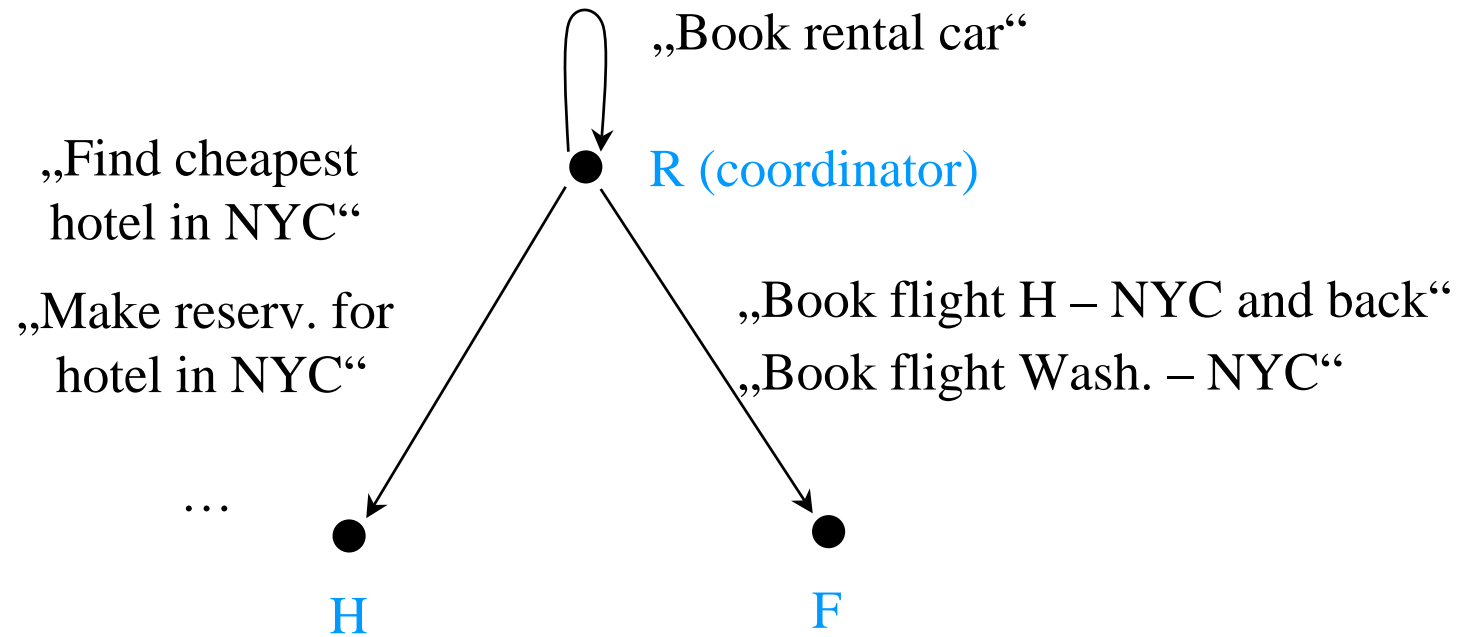 „Book rental car“
R (coordinator)
„Find cheapest
hotel in NYC“
„Make reserv. for
hotel in NYC“
„Book flight H – NYC and back“
„Book flight Wash. – NYC“
…
H
F